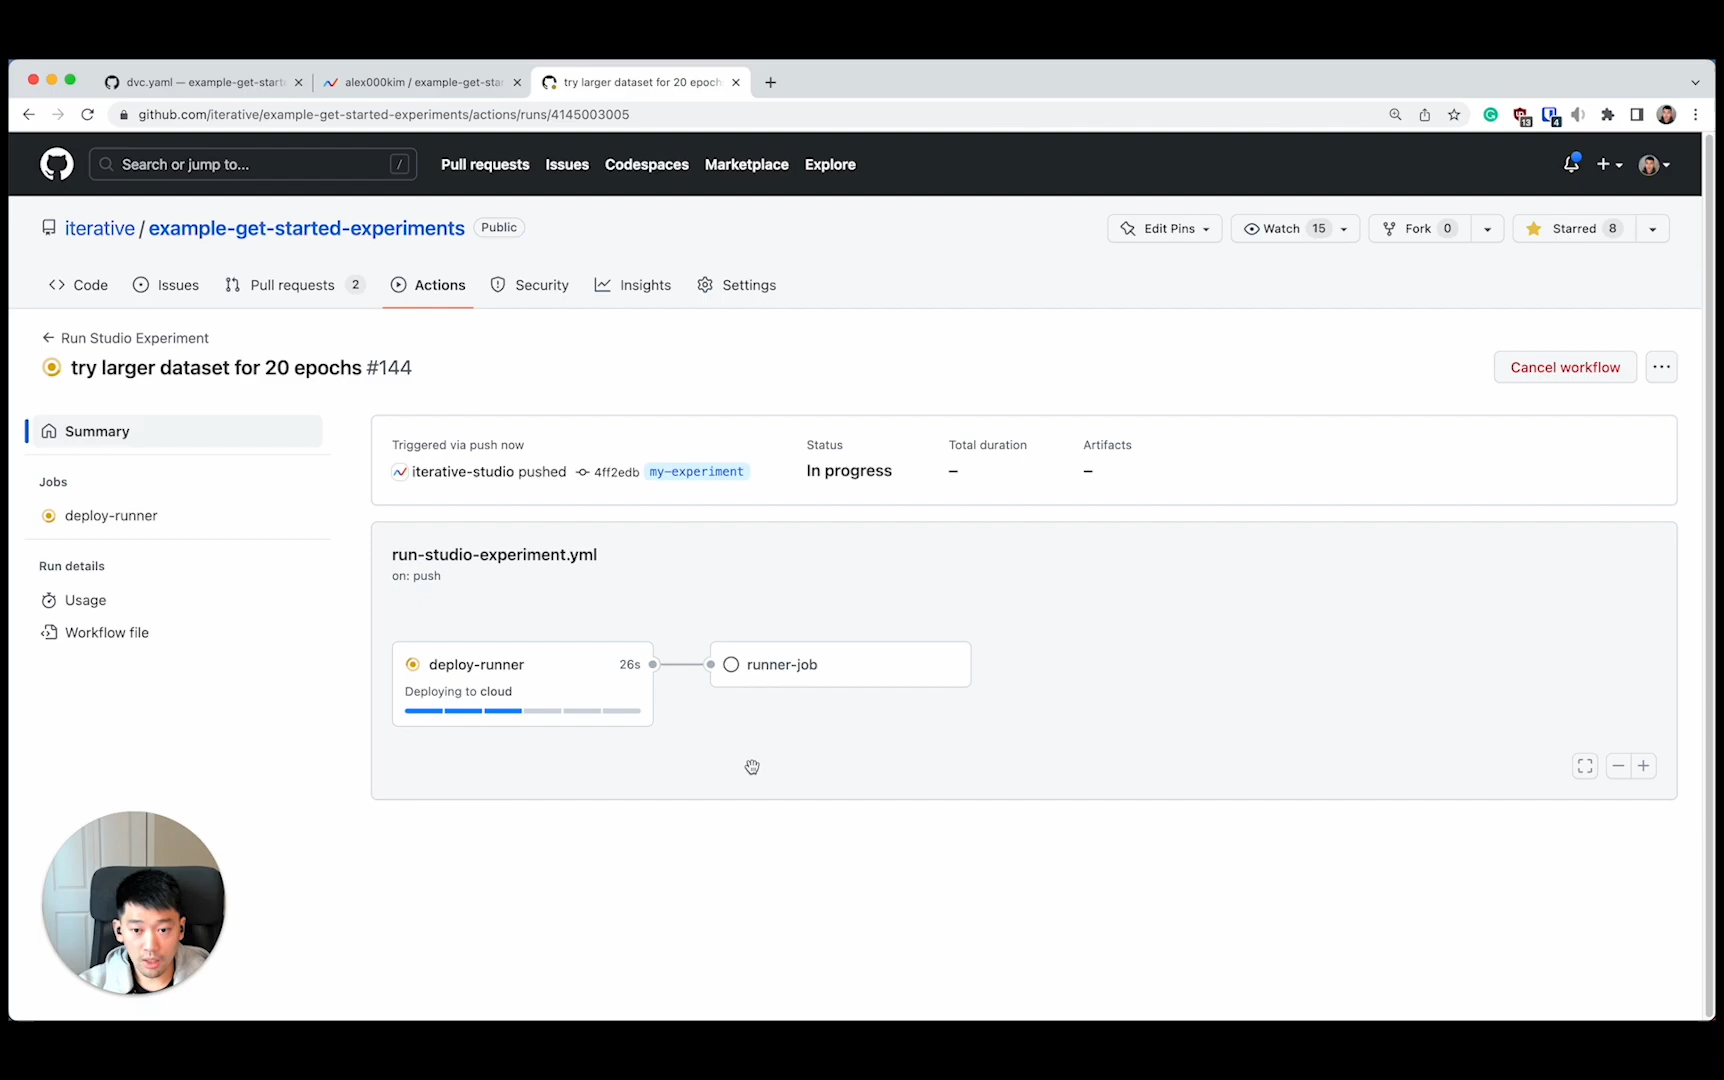 dvc.yaml — example-get-starte
alex000kim / example-get-star
try larger dataset for 20 epoch
github.com/iterative/example-get-started-experiments/actions/runs/4145003005
13
4
Search or jump to...
/
Pull requests
Issues
Codespaces
Marketplace
Explore
iterative / example-get-started-experiments
Public
Edit Pins
Watch 15
Fork 0
Starred 8
Code
Issues
Pull requests 2
Actions
Security
Insights
Settings
Run Studio Experiment
try larger dataset for 20 epochs #144
Cancel workflow
Summary
Jobs
deploy-runner
Run details
Usage
Workflow file
Triggered via push now
iterative-studio pushed 4ff2edb my-experiment
Status
In progress
Total duration
–
Artifacts
–
run-studio-experiment.yml
on: push
deploy-runner 26s
Deploying to cloud
runner-job